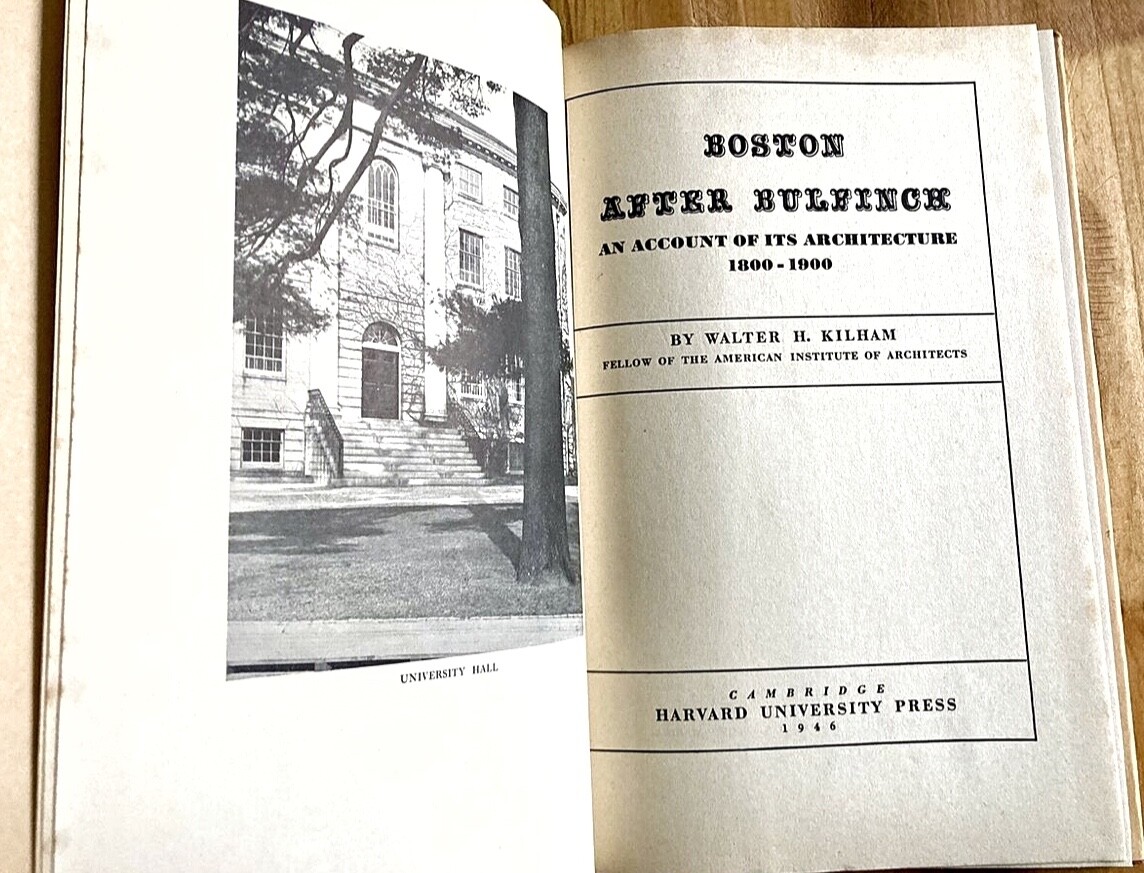 UNIVERSITY HALL
BOSTON
AFTER BULFINCH
AN ACCOUNT OF ITS ARCHITECTURE
1800-1900
BY WALTER H. KILHAM
FELLOW OF THE AMERICAN INSTITUTE OF ARCHITECTS
CAMBRIDGE
HARVARD UNIVERSITY PRESS
1946